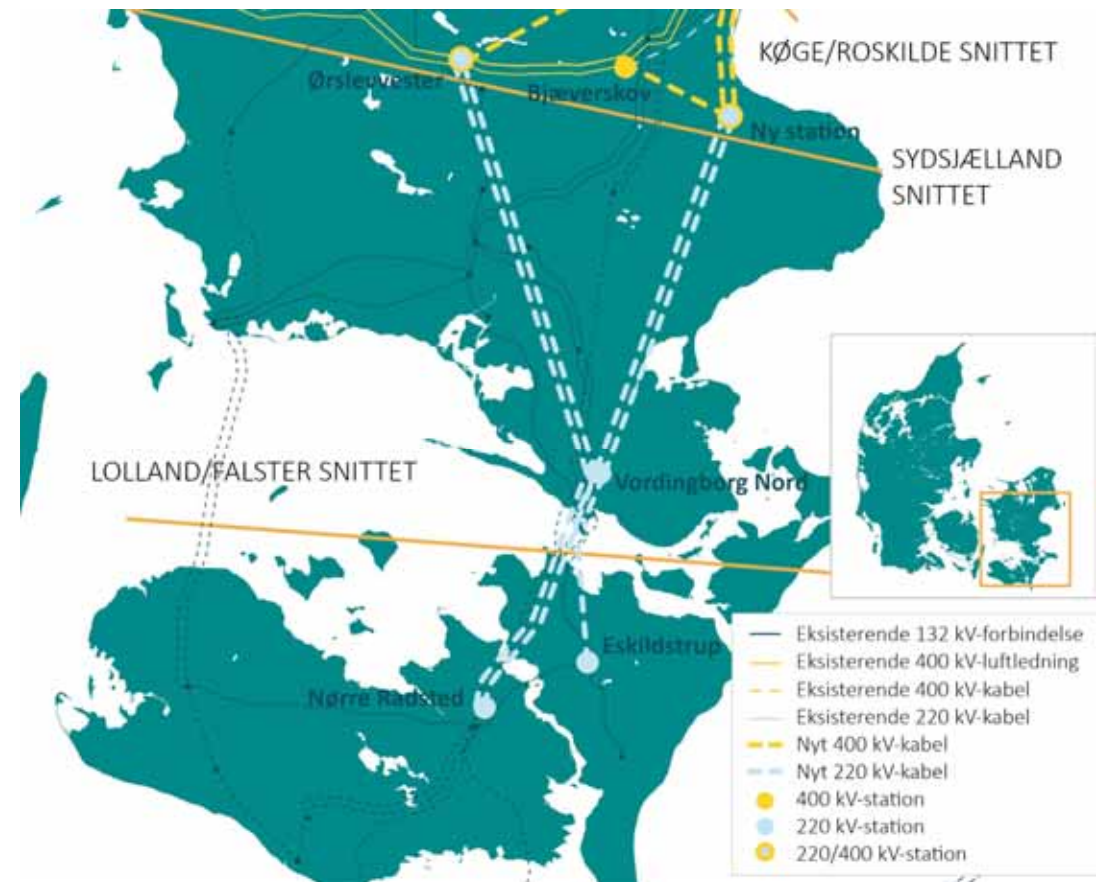 KØGE/ROSKILDE SNITTET
Ørslevvester
Bjæverskov
Ny station
SYDSJÆLLAND
SNITTET
LOLLAND/FALSTER SNITTET
Vordingborg Nord
Eskildstrup
Nørre Radsted
Eksisterende 132 kV-forbindelse
Eksisterende 400 kV-luftledning
Eksisterende 400 kV-kabel
Eksisterende 220 kV-kabel
Nyt 400 kV-kabel
Nyt 220 kV-kabel
400 kV-station
220 kV-station
220/400 kV-station